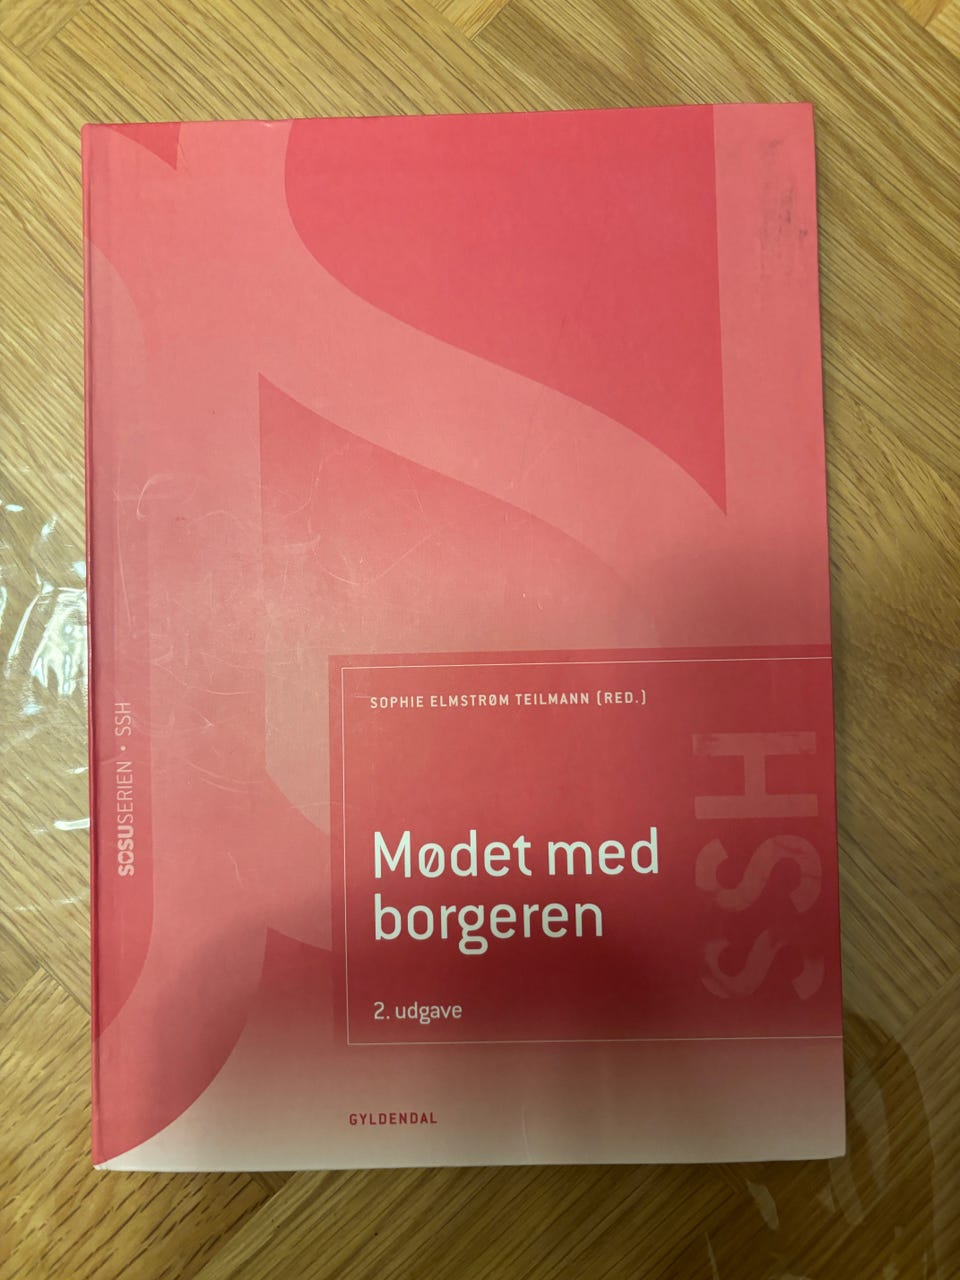 SOPHIE ELMSTRØM TEILMANN (RED.)
Mødet med
borgeren
2. udgave
SSH
GYLDENDAL
SOSUSERIEN • SSH